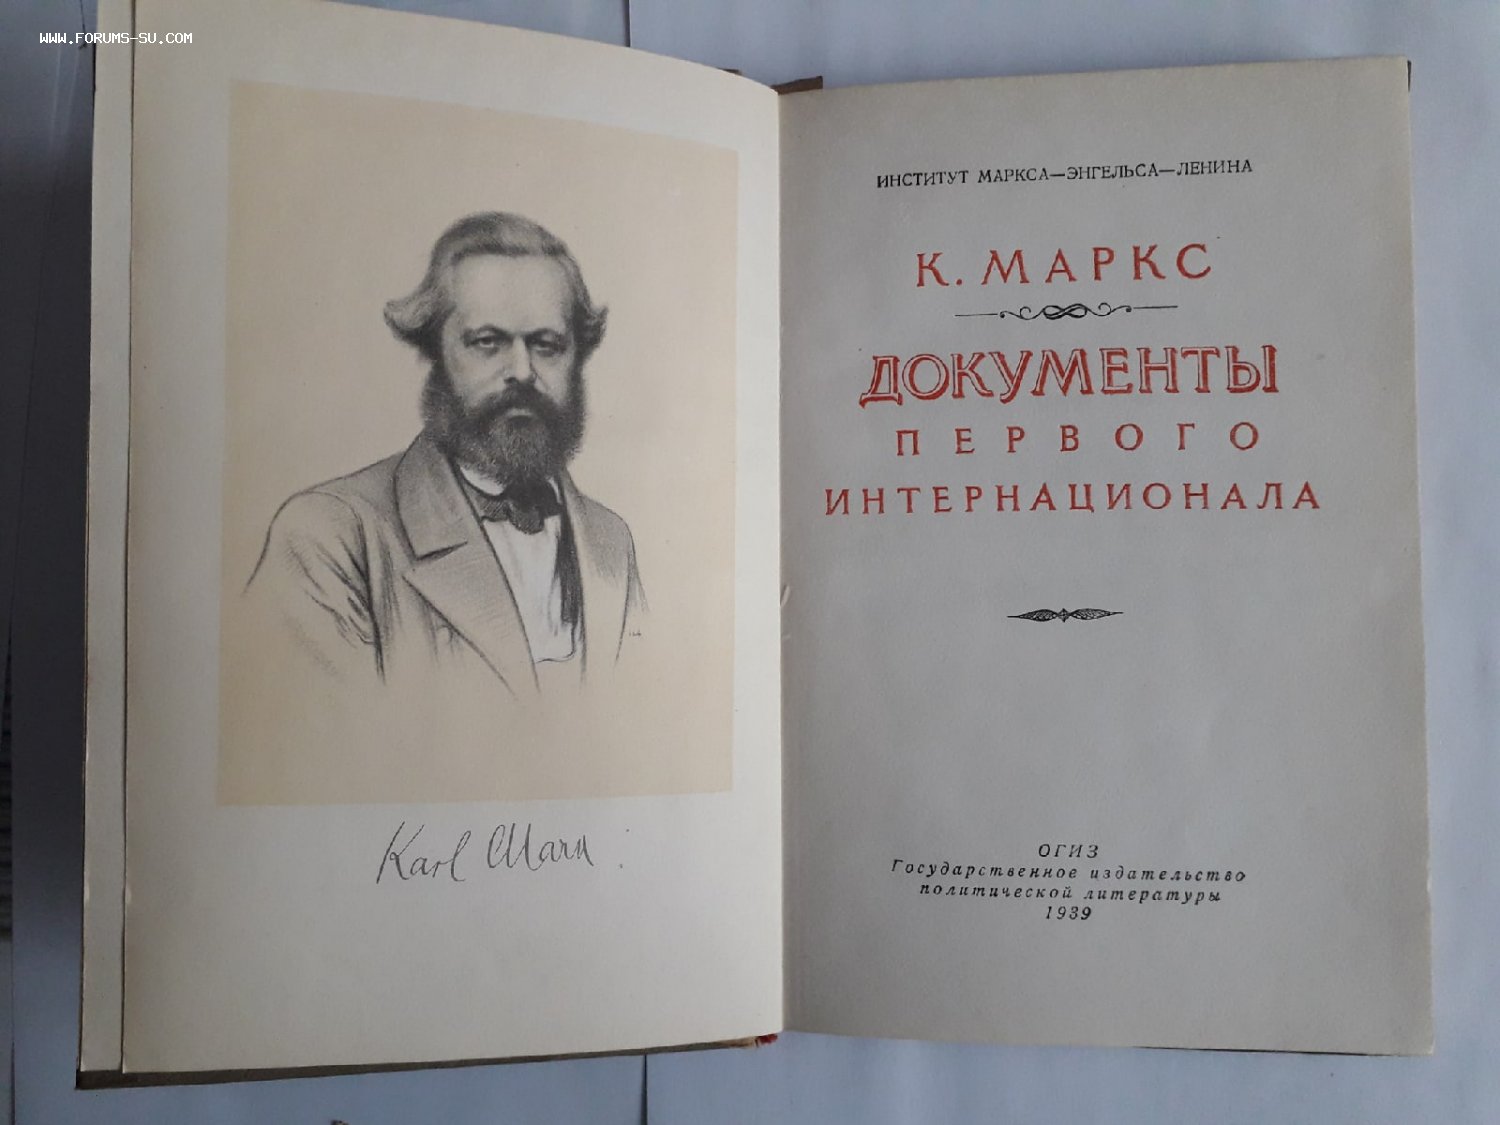 WWW.FORUMS-SU.COM
Karl Marx
ИНСТИТУТ МАРКСА—ЭНГЕЛЬСА—ЛЕНИНА
К. МАРКС
ДОКУМЕНТЫ
ПЕРВОГО
ИНТЕРНАЦИОНАЛА
ОГИЗ
Государственное издательство
политической литературы
1939